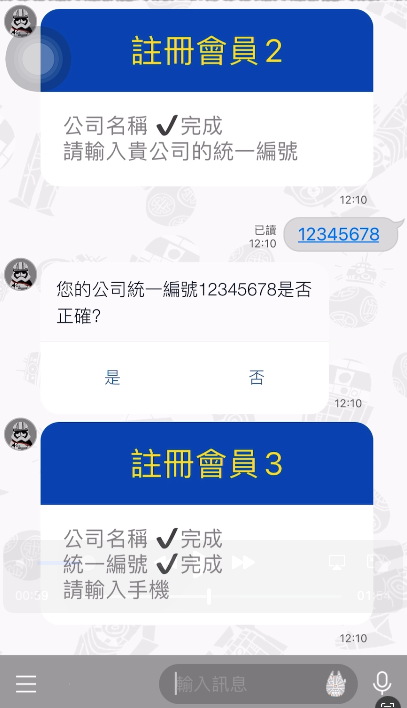 註冊會員2
公司名稱 ✔完成
請輸入貴公司的統一編號
12:10
已讀
12:10
12345678
您的公司統一編號12345678是否
正確?
是
否
12:10
註冊會員3
公司名稱 ✔完成
統一編號 ✔完成
請輸入手機
00:59
12:10
輸入訊息